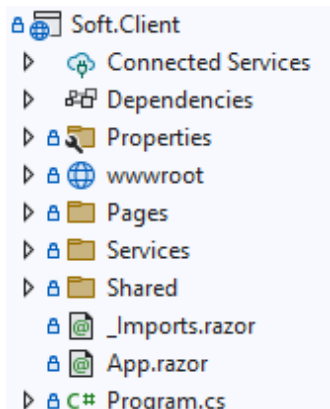 Soft.Client
Connected Services
Dependencies
Properties
wwwroot
Pages
Services
Shared
_Imports.razor
App.razor
C# Program.cs